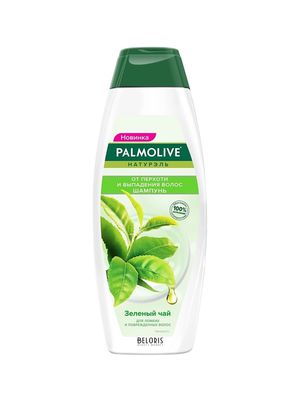 Новинка
PALMOLIVE
НАТУРЭЛЬ
ОТ ПЕРХОТИ
И ВЫПАДЕНИЯ ВОЛОС
ШАМПУНЬ
100%
Зеленый чай
ДЛЯ ЛОМКИХ
И ПОВРЕЖДЕННЫХ ВОЛОС
BELORIS